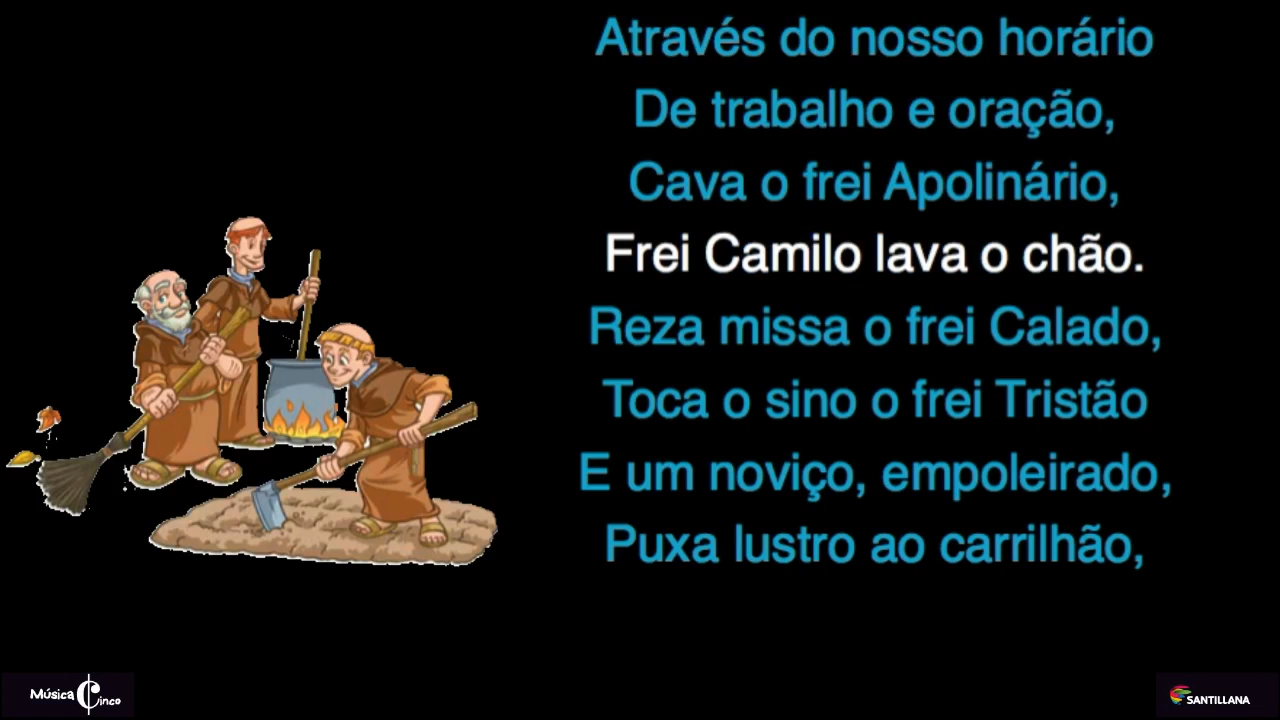 Através do nosso horário
De trabalho e oração,
Cava o frei Apolinário,
Frei Camilo lava o chão.
Reza missa o frei Calado,
Toca o sino o frei Tristão
E um noviço, empoleirado,
Puxa lustro ao carrilhão,
Música Cinco
SANTILLANA